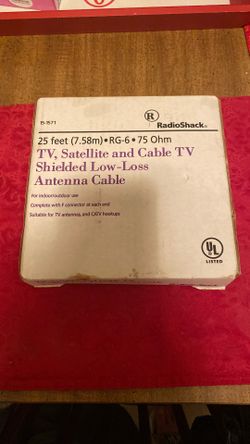 15-1571
R
RadioShack®
25 feet (7.58m)•RG-6•75 Ohm
TV, Satellite and Cable TV
Shielded Low-Loss
Antenna Cable
For indoor/outdoor use
Complete with F connector at each end
Suitable for TV antenna, and CATV hookups
UL
LISTED